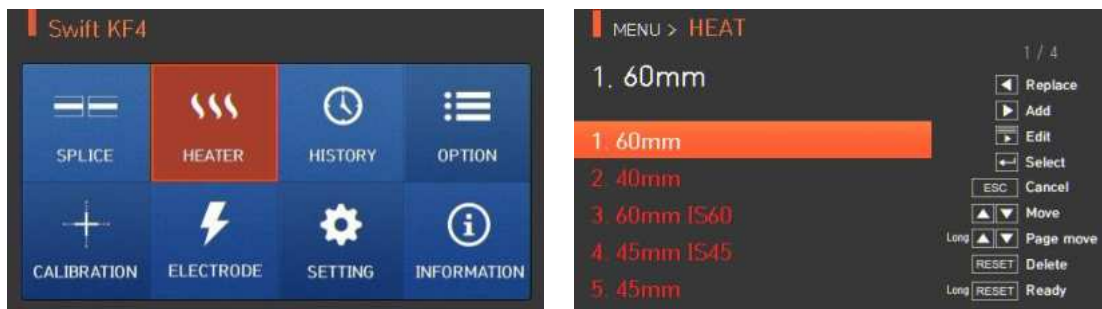 Swift KF4
SPLICE
HEATER
HISTORY
OPTION
CALIBRATION
ELECTRODE
SETTING
INFORMATION
MENU > HEAT
1 / 4
1. 60mm
1. 60mm
2. 40mm
3. 60mm IS60
4. 45mm IS45
5. 45mm
Replace
Add
Edit
Select
ESC Cancel
Move
Long Page move
RESET Delete
Long RESET Ready